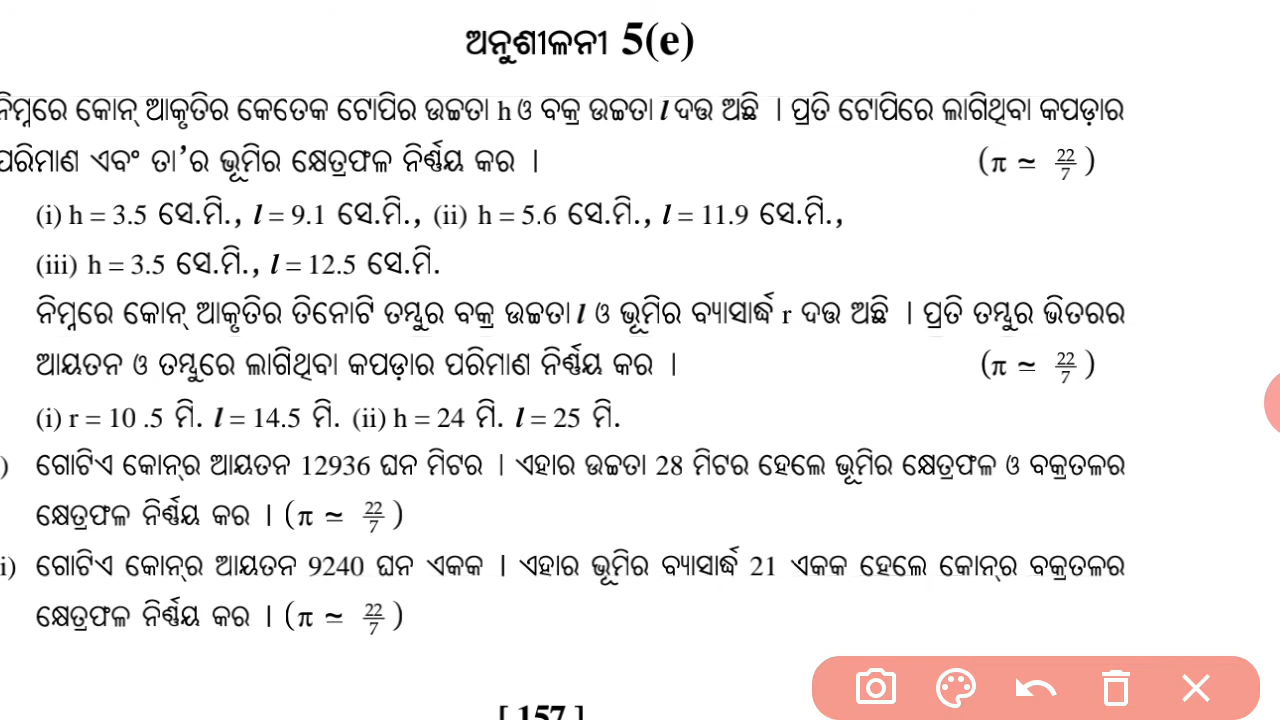 ଅନୁଶୀଳନୀ 5(e)
ନିମ୍ନରେ କୋନ୍ ଆକୃତିର କେତେକ ଟୋପିର ଉଚ୍ଚତା h ଓ ବକ୍ର ଉଚ୍ଚତା l ଦତ୍ତ ଅଛି । ପ୍ରତି ଟୋପିରେ ଲାଗିଥିବା କପଡ଼ାର
ପରିମାଣ ଏବଂ ତା’ର ଭୂମିର କ୍ଷେତ୍ରଫଳ ନିର୍ଣ୍ଣୟ କର । (π ≃ 22/7)
(i) h = 3.5 ସେ.ମି., l = 9.1 ସେ.ମି., (ii) h = 5.6 ସେ.ମି., l = 11.9 ସେ.ମି.,
(iii) h = 3.5 ସେ.ମି., l = 12.5 ସେ.ମି.
ନିମ୍ନରେ କୋନ୍ ଆକୃତିର ତିନୋଟି ତମ୍ବୁର ବକ୍ର ଉଚ୍ଚତା l ଓ ଭୂମିର ବ୍ୟାସାର୍ଦ୍ଧ r ଦତ୍ତ ଅଛି । ପ୍ରତି ତମ୍ବୁର ଭିତରର
ଆୟତନ ଓ ତମ୍ବୁରେ ଲାଗିଥିବା କପଡ଼ାର ପରିମାଣ ନିର୍ଣ୍ଣୟ କର । (π ≃ 22/7)
(i) r = 10 .5 ମି. l = 14.5 ମି. (ii) h = 24 ମି. l = 25 ମି.
) ଗୋଟିଏ କୋନ୍‌ର ଆୟତନ 12936 ଘନ ମିଟର । ଏହାର ଉଚ୍ଚତା 28 ମିଟର ହେଲେ ଭୂମିର କ୍ଷେତ୍ରଫଳ ଓ ବକ୍ରତଳର
କ୍ଷେତ୍ରଫଳ ନିର୍ଣ୍ଣୟ କର । (π ≃ 22/7)
i) ଗୋଟିଏ କୋନ୍‌ର ଆୟତନ 9240 ଘନ ଏକକ । ଏହାର ଭୂମିର ବ୍ୟାସାର୍ଦ୍ଧ 21 ଏକକ ହେଲେ କୋନ୍‌ର ବକ୍ରତଳର
କ୍ଷେତ୍ରଫଳ ନିର୍ଣ୍ଣୟ କର । (π ≃ 22/7)
[ 157 ]